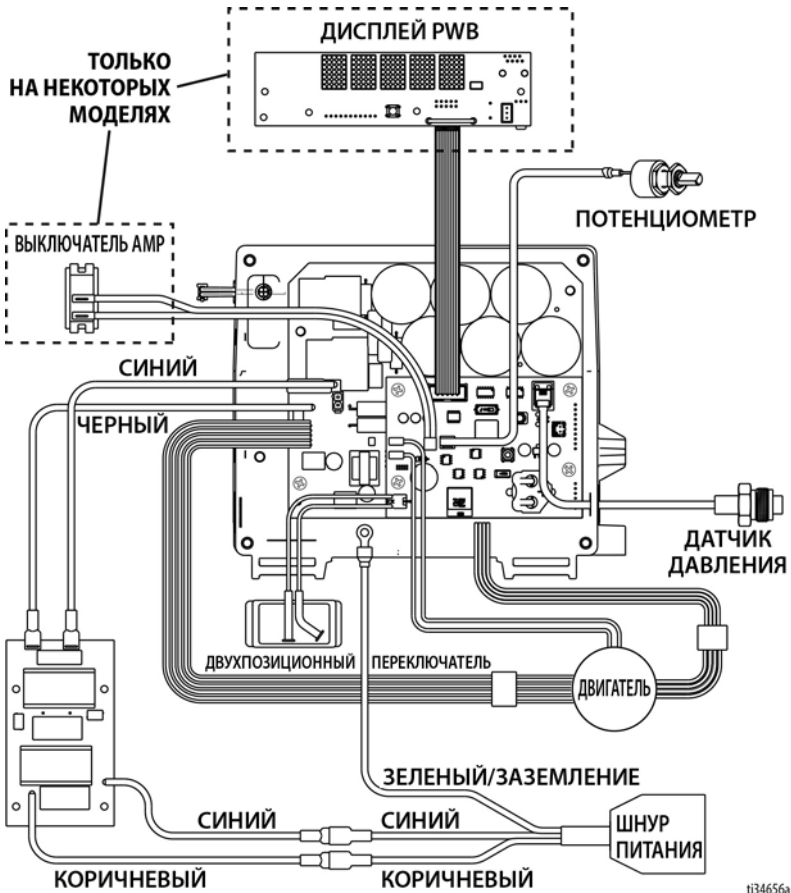 ДИСПЛЕЙ PWB
ТОЛЬКО
НА НЕКОТОРЫХ
МОДЕЛЯХ
ПОТЕНЦИОМЕТР
ВЫКЛЮЧАТЕЛЬ AMP
СИНИЙ
ЧЕРНЫЙ
ДАТЧИК
ДАВЛЕНИЯ
ДВУХПОЗИЦИОННЫЙ ПЕРЕКЛЮЧАТЕЛЬ
ДВИГАТЕЛЬ
ЗЕЛЕНЫЙ/ЗАЗЕМЛЕНИЕ
СИНИЙ СИНИЙ
ШНУР
ПИТАНИЯ
КОРИЧНЕВЫЙ КОРИЧНЕВЫЙ
ti34656a